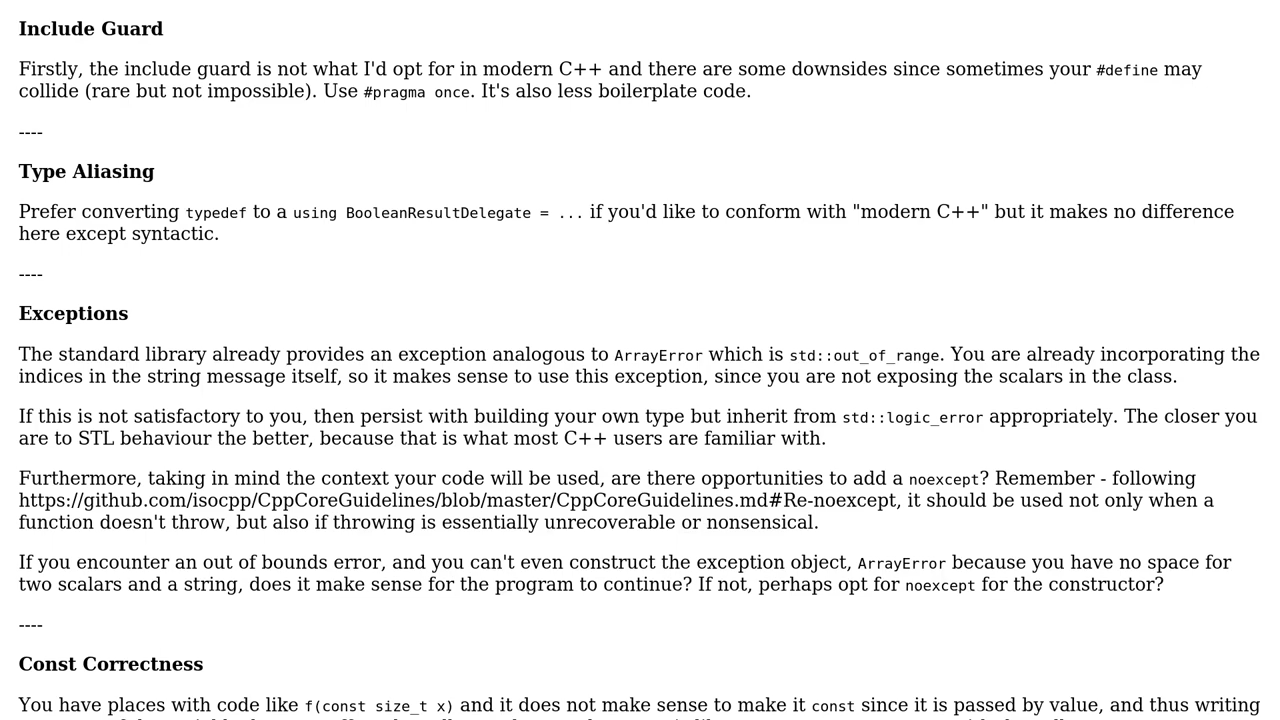 Include Guard
Firstly, the include guard is not what I'd opt for in modern C++ and there are some downsides since sometimes your #define may
collide (rare but not impossible). Use #pragma once. It's also less boilerplate code.
----
Type Aliasing
Prefer converting typedef to a using BooleanResultDelegate = ... if you'd like to conform with "modern C++" but it makes no difference
here except syntactic.
----
Exceptions
The standard library already provides an exception analogous to ArrayError which is std::out_of_range. You are already incorporating the
indices in the string message itself, so it makes sense to use this exception, since you are not exposing the scalars in the class.
If this is not satisfactory to you, then persist with building your own type but inherit from std::logic_error appropriately. The closer you
are to STL behaviour the better, because that is what most C++ users are familiar with.
Furthermore, taking in mind the context your code will be used, are there opportunities to add a noexcept? Remember - following
https://github.com/isocpp/CppCoreGuidelines/blob/master/CppCoreGuidelines.md#Re-noexcept, it should be used not only when a
function doesn't throw, but also if throwing is essentially unrecoverable or nonsensical.
If you encounter an out of bounds error, and you can't even construct the exception object, ArrayError because you have no space for
two scalars and a string, does it make sense for the program to continue? If not, perhaps opt for noexcept for the constructor?
----
Const Correctness
You have places with code like f(const size_t x) and it does not make sense to make it const since it is passed by value, and thus writing